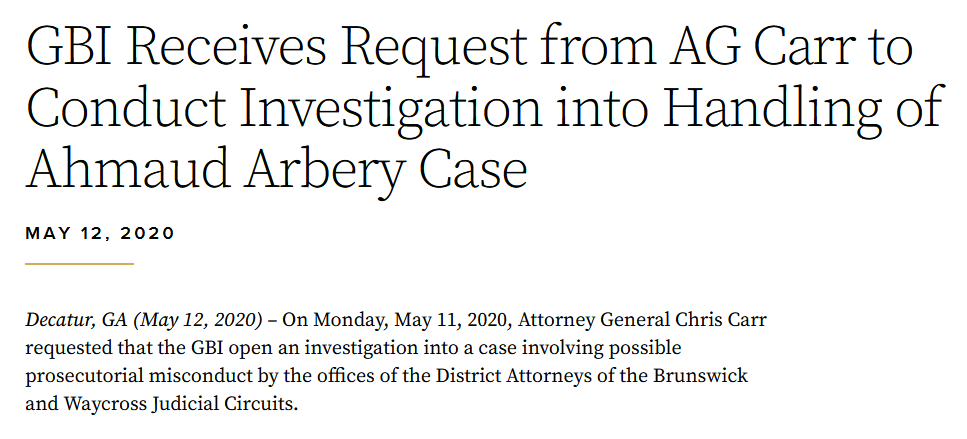 GBI Receives Request from AG Carr to
Conduct Investigation into Handling of
Ahmaud Arbery Case
MAY 12, 2020
Decatur, GA (May 12, 2020) – On Monday, May 11, 2020, Attorney General Chris Carr
requested that the GBI open an investigation into a case involving possible
prosecutorial misconduct by the offices of the District Attorneys of the Brunswick
and Waycross Judicial Circuits.